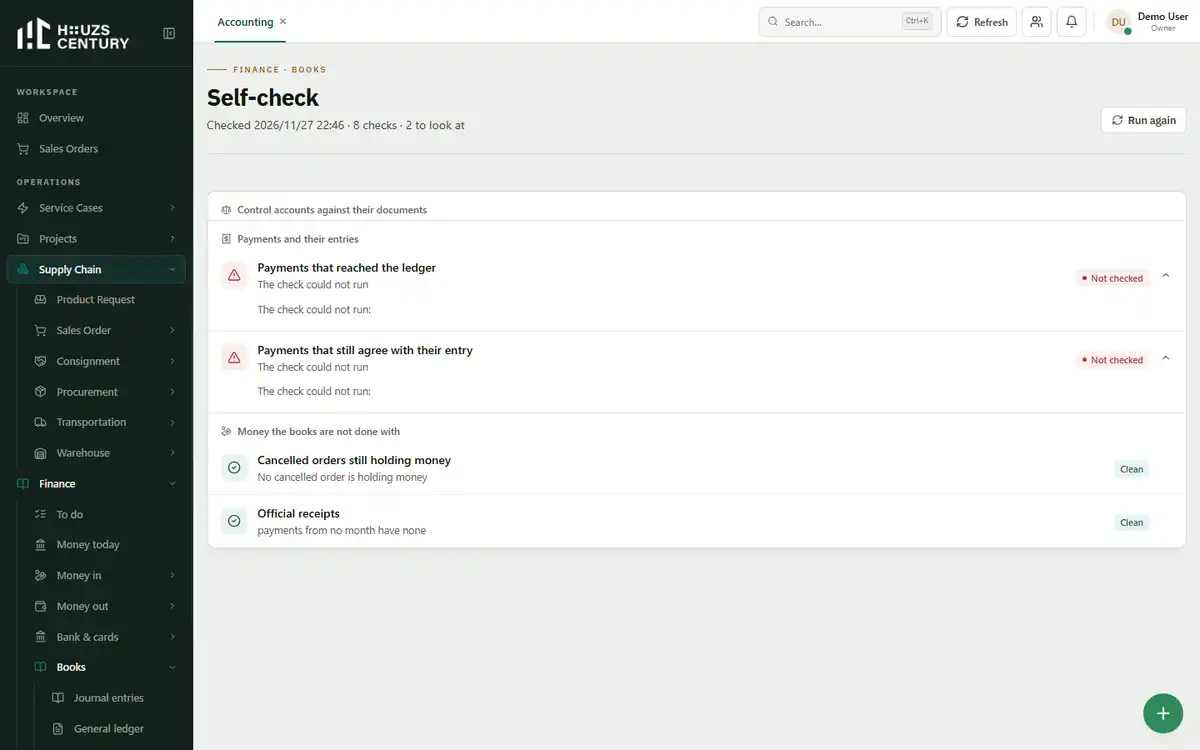 HOUZS
CENTURY
WORKSPACE
Overview
Sales Orders
OPERATIONS
Service Cases
Projects
Supply Chain
Product Request
Sales Order
Consignment
Procurement
Transportation
Warehouse
Finance
To do
Money today
Money in
Money out
Bank & cards
Books
Journal entries
General ledger
Accounting ×
Search... Ctrl+K
Refresh
DU
Demo User
Owner
FINANCE · BOOKS
Self-check
Checked 2026/11/27 22:46 · 8 checks · 2 to look at
Run again
Control accounts against their documents
Payments and their entries
Payments that reached the ledger
The check could not run
Not checked
The check could not run:
Payments that still agree with their entry
The check could not run
Not checked
The check could not run:
Money the books are not done with
Cancelled orders still holding money
No cancelled order is holding money
Clean
Official receipts
payments from no month have none
Clean